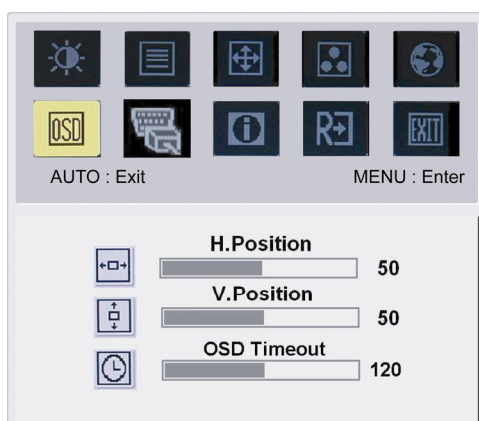 OSD
R
EXIT
AUTO : Exit
MENU : Enter
H.Position
50
V.Position
50
OSD Timeout
120